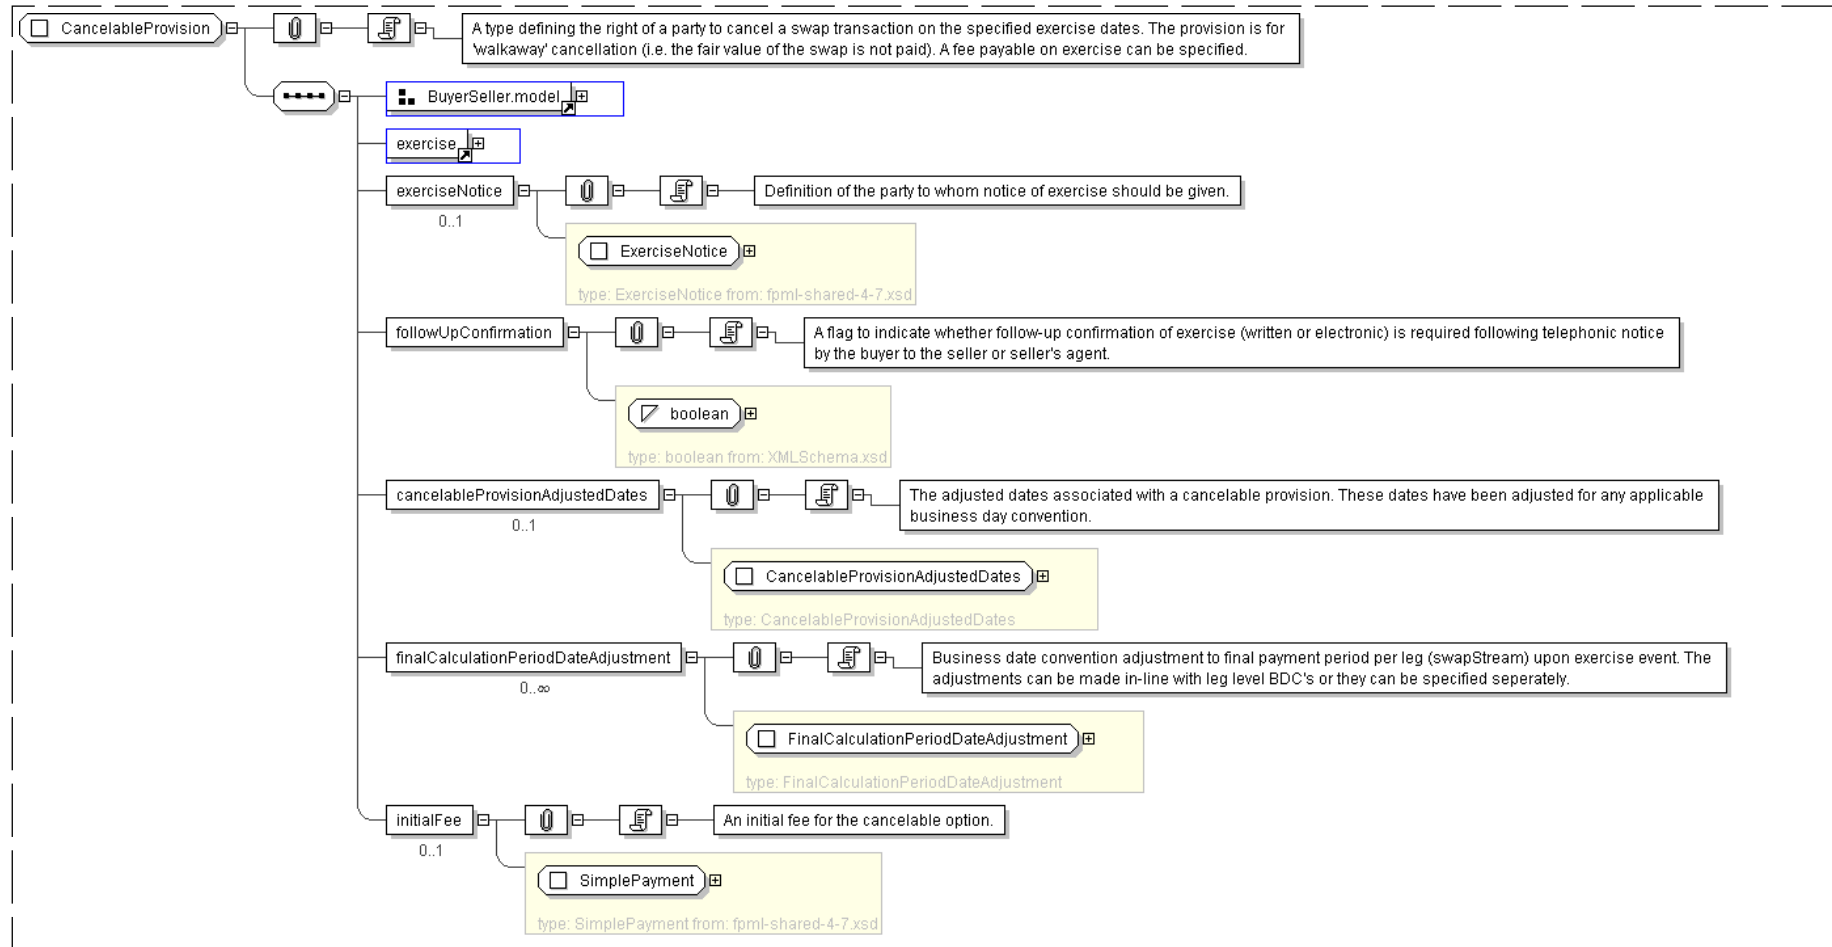 CancelableProvision
A type defining the right of a party to cancel a swap transaction on the specified exercise dates. The provision is for
'walkaway' cancellation (i.e. the fair value of the swap is not paid). A fee payable on exercise can be specified.
BuyerSeller.model
exercise
exerciseNotice
Definition of the party to whom notice of exercise should be given.
0..1
ExerciseNotice
type: ExerciseNotice from: fpml-shared-4-7.xsd
followUpConfirmation
A flag to indicate whether follow-up confirmation of exercise (written or electronic) is required following telephonic notice
by the buyer to the seller or seller's agent.
boolean
type: boolean from: XMLSchema.xsd
cancelableProvisionAdjustedDates
The adjusted dates associated with a cancelable provision. These dates have been adjusted for any applicable
business day convention.
0..1
CancelableProvisionAdjustedDates
type: CancelableProvisionAdjustedDates
finalCalculationPeriodDateAdjustment
Business date convention adjustment to final payment period per leg (swapStream) upon exercise event. The
adjustments can be made in-line with leg level BDC's or they can be specified seperately.
0..∞
FinalCalculationPeriodDateAdjustment
type: FinalCalculationPeriodDateAdjustment
initialFee
An initial fee for the cancelable option.
0..1
SimplePayment
type: SimplePayment from: fpml-shared-4-7.xsd